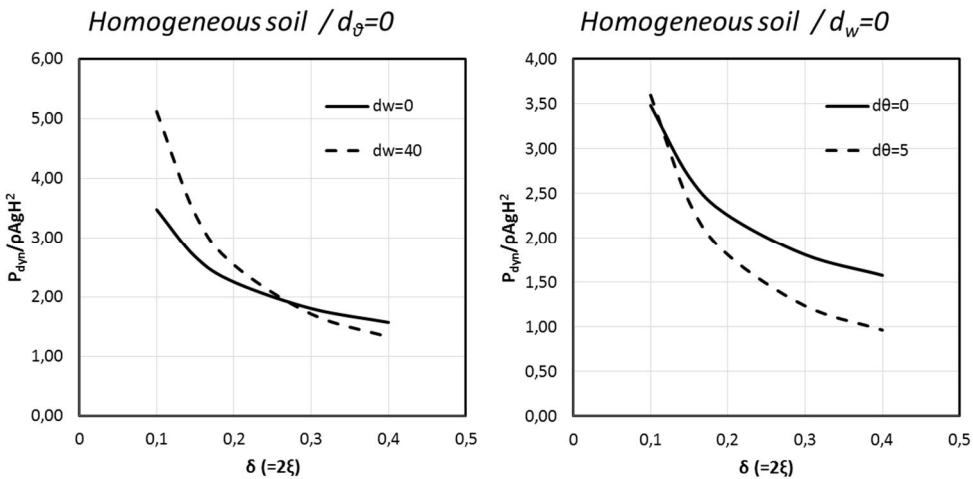 Homogeneous soil / dϑ=0
6,00
5,00
4,00
3,00
2,00
1,00
0,00
Pdyn/ρAgH²
dw=0
dw=40
0
0,1
0,2
0,3
0,4
0,5
δ (=2ξ)
Homogeneous soil / dw=0
4,00
3,50
3,00
2,50
2,00
1,50
1,00
0,50
0,00
Pdyn/ρAgH²
dθ=0
dθ=5
0
0,1
0,2
0,3
0,4
0,5
δ (=2ξ)